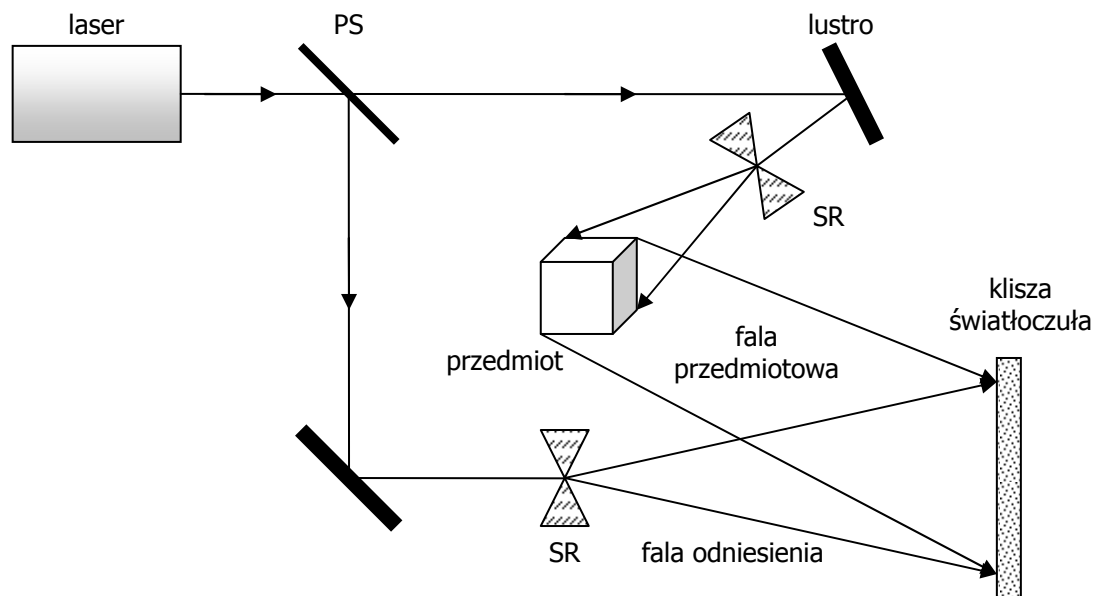 laser
PS
lustro
SR
klisza
światłoczuła
przedmiot
fala
przedmiotowa
SR
fala odniesienia